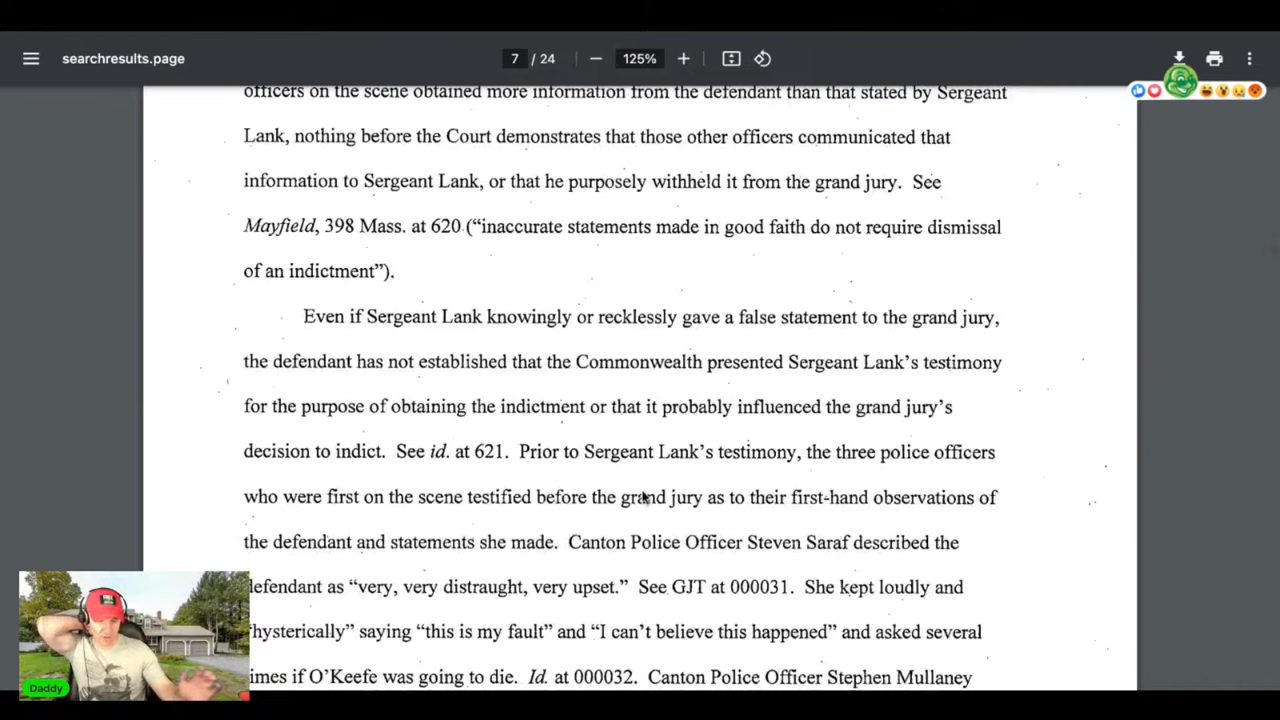 searchresults.page
7 / 24
125%
officers on the scene obtained more information from the defendant than that stated by Sergeant
Lank, nothing before the Court demonstrates that those other officers communicated that
information to Sergeant Lank, or that he purposely withheld it from the grand jury. See
Mayfield, 398 Mass. at 620 (“inaccurate statements made in good faith do not require dismissal
of an indictment”).
Even if Sergeant Lank knowingly or recklessly gave a false statement to the grand jury,
the defendant has not established that the Commonwealth presented Sergeant Lank’s testimony
for the purpose of obtaining the indictment or that it probably influenced the grand jury’s
decision to indict. See id. at 621. Prior to Sergeant Lank’s testimony, the three police officers
who were first on the scene testified before the grand jury as to their first-hand observations of
the defendant and statements she made. Canton Police Officer Steven Saraf described the
defendant as “very, very distraught, very upset.” See GJT at 000031. She kept loudly and
hysterically” saying “this is my fault” and “I can’t believe this happened” and asked several
times if O’Keefe was going to die. Id. at 000032. Canton Police Officer Stephen Mullaney
Daddy